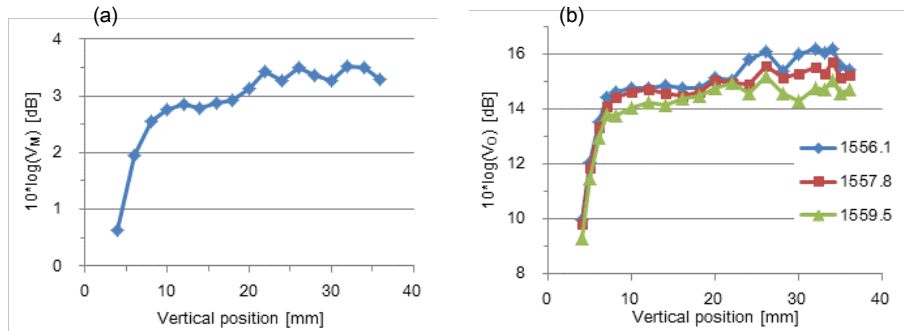 (a)
4
3
2
1
0
10*log(V_M) [dB]
0 10 20 30 40
Vertical position [mm]
(b)
16
14
12
10
8
10*log(V_O) [dB]
1556.1
1557.8
1559.5
0 10 20 30 40
Vertical position [mm]